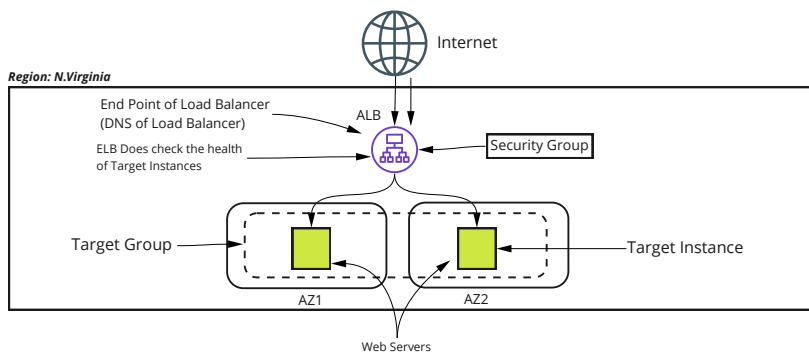 Internet
Region: N.Virginia
End Point of Load Balancer
(DNS of Load Balancer)
ALB
ELB Does check the health
of Target Instances
Security Group
Target Group
Target Instance
AZ1
AZ2
Web Servers